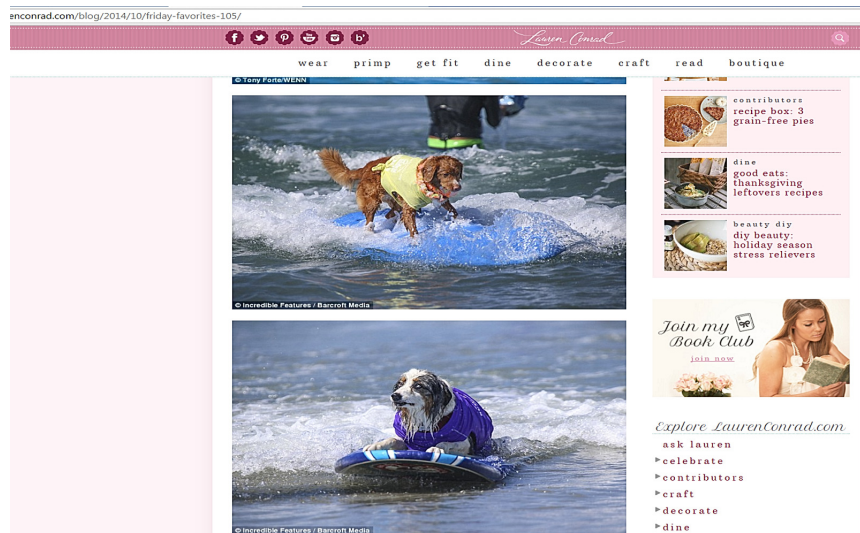 enconrad.com/blog/2014/10/friday-favorites-105/
Lauren Conrad
wear primp get fit dine decorate craft read boutique
© Tony Forte/WENN
© Incredible Features / Barcroft Media
© Incredible Features / Barcroft Media
contributors
recipe box: 3
grain-free pies
dine
good eats:
thanksgiving
leftovers recipes
beauty diy
diy beauty:
holiday season
stress relievers
Join my
Book Club
join now
Explore LaurenConrad.com
ask lauren
celebrate
contributors
craft
decorate
dine